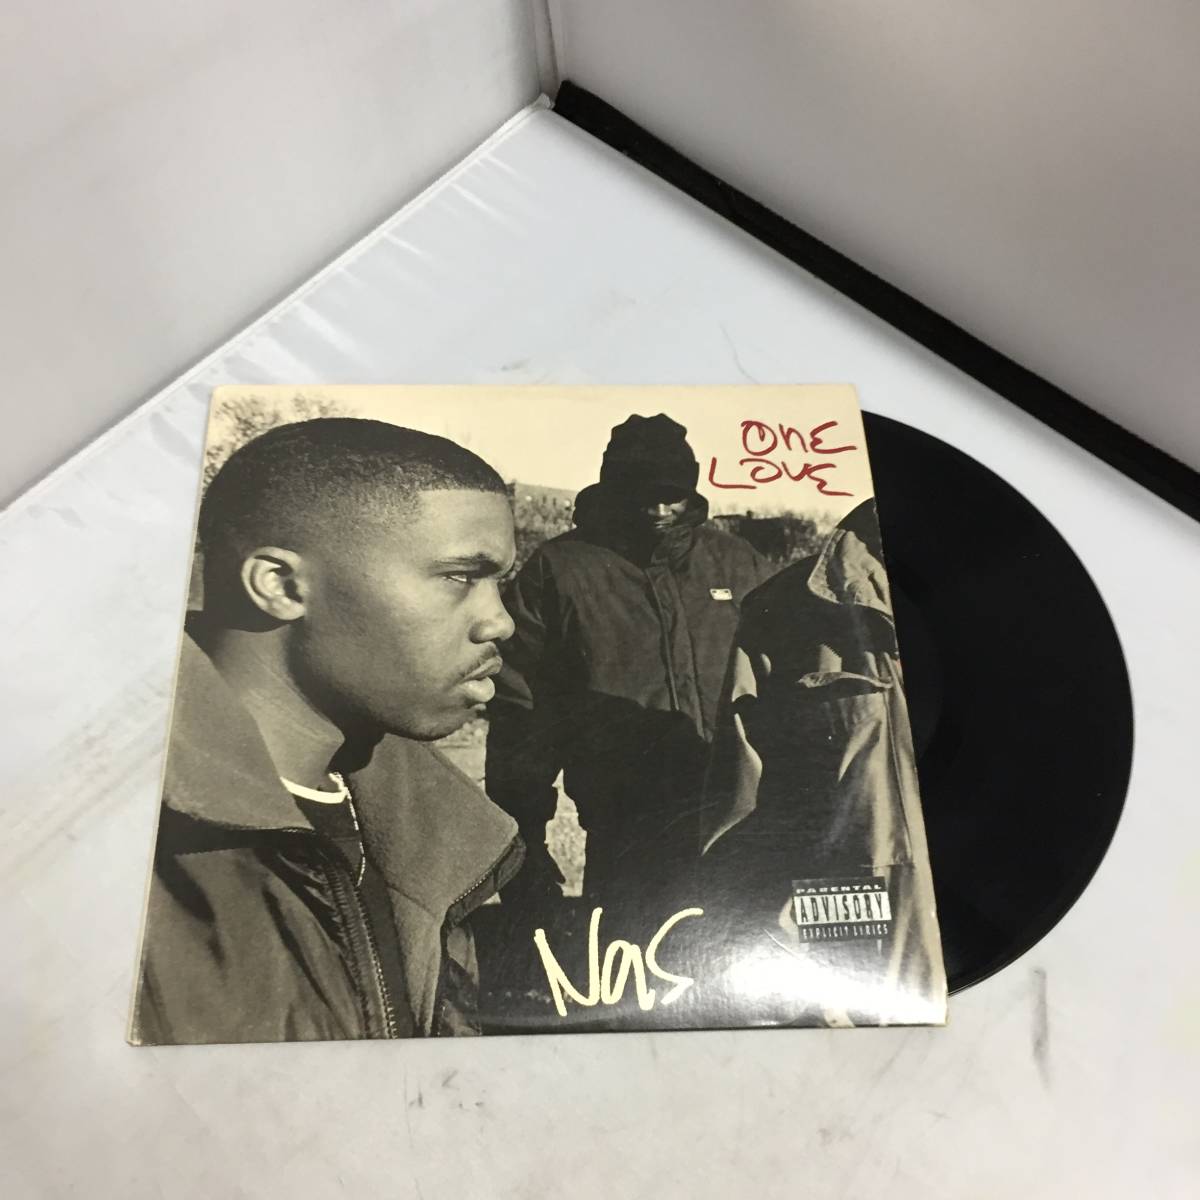 ONE
LOVE
Nas
PARENTAL
ADVISORY
EXPLICIT LYRICS